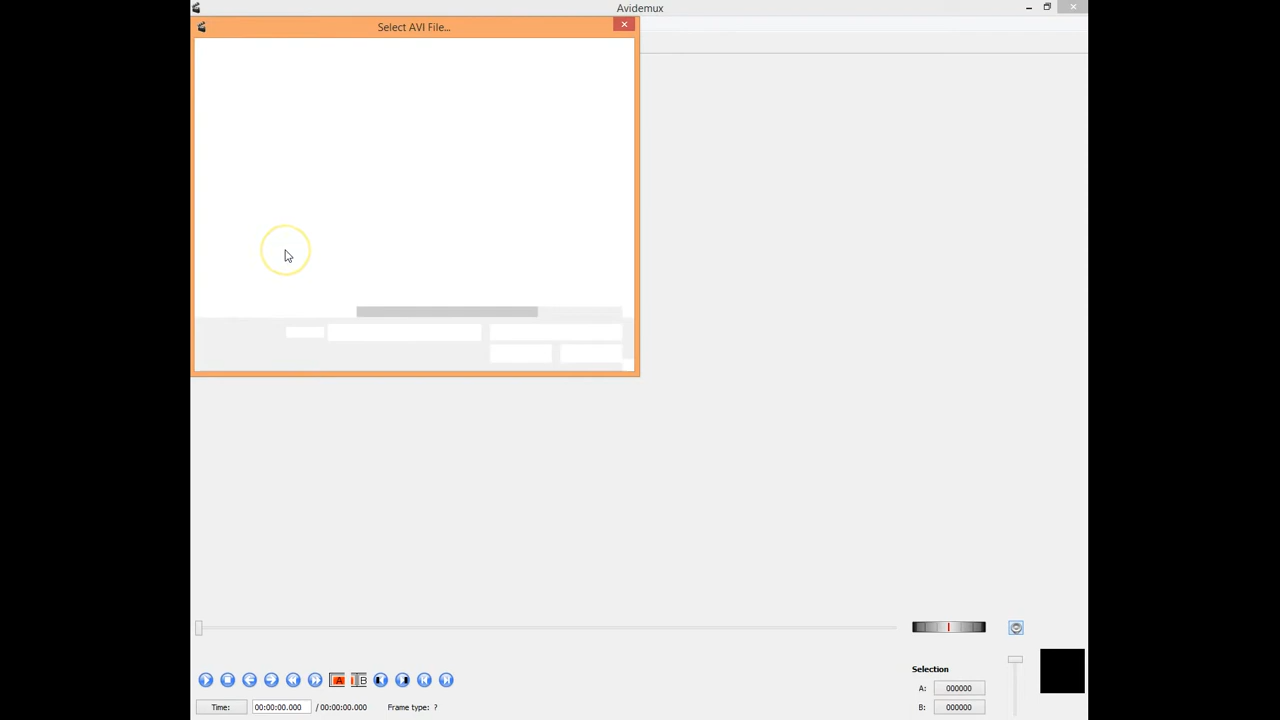 Avidemux
Select AVI File...
Selection
A: 000000
B: 000000
A
B
Time: 00:00:00.000 / 00:00:00.000 Frame type: ?